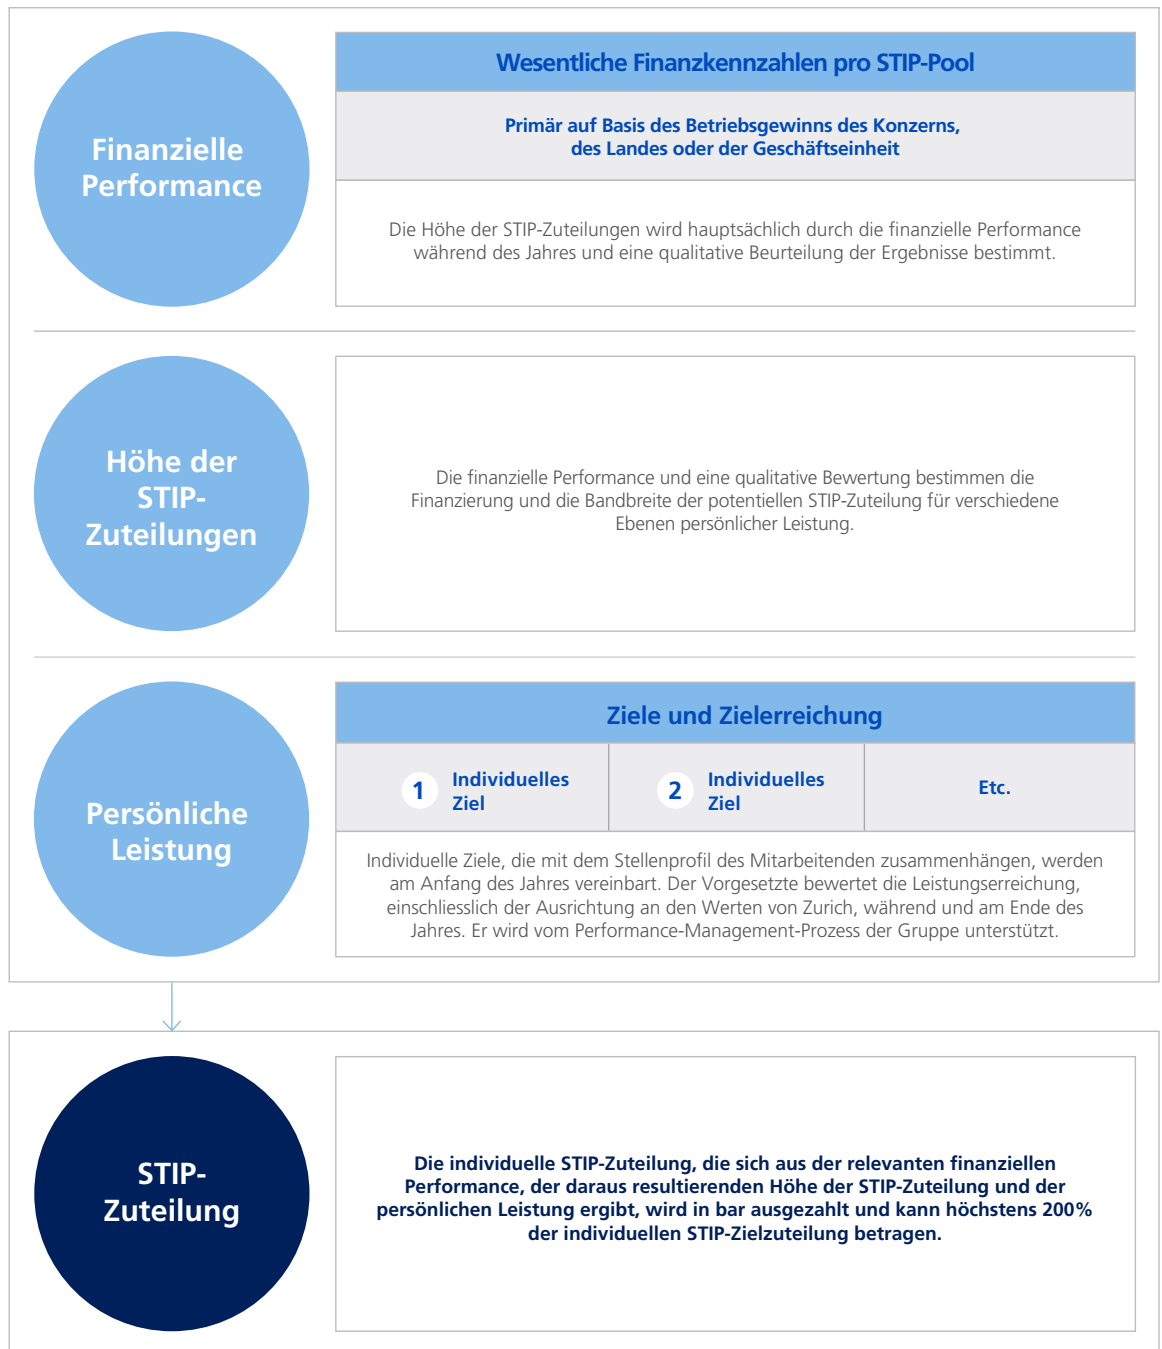 Finanzielle
Performance
Wesentliche Finanzkennzahlen pro STIP-Pool
Primär auf Basis des Betriebsgewinns des Konzerns,
des Landes oder der Geschäftseinheit
Die Höhe der STIP-Zuteilungen wird hauptsächlich durch die finanzielle Performance
während des Jahres und eine qualitative Beurteilung der Ergebnisse bestimmt.
Höhe der
STIP-
Zuteilungen
Die finanzielle Performance und eine qualitative Bewertung bestimmen die
Finanzierung und die Bandbreite der potentiellen STIP-Zuteilung für verschiedene
Ebenen persönlicher Leistung.
Persönliche
Leistung
Ziele und Zielerreichung
1 Individuelles
Ziel
2 Individuelles
Ziel
Etc.
Individuelle Ziele, die mit dem Stellenprofil des Mitarbeitenden zusammenhängen, werden
am Anfang des Jahres vereinbart. Der Vorgesetzte bewertet die Leistungserreichung,
einschliesslich der Ausrichtung an den Werten von Zurich, während und am Ende des
Jahres. Er wird vom Performance-Management-Prozess der Gruppe unterstützt.
STIP-
Zuteilung
Die individuelle STIP-Zuteilung, die sich aus der relevanten finanziellen
Performance, der daraus resultierenden Höhe der STIP-Zuteilung und der
persönlichen Leistung ergibt, wird in bar ausgezahlt und kann höchstens 200%
der individuellen STIP-Zielzuteilung betragen.